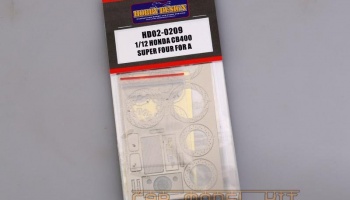 HOBBY DESIGN
HD02-0209
1/12 HONDA CB400
SUPER FOUR FOR A